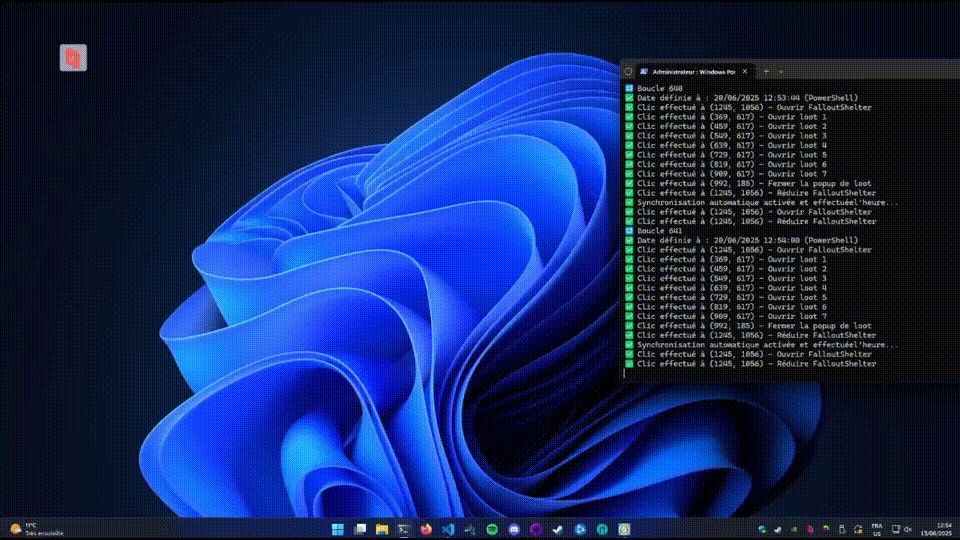 Administrateur : Windows Pow
Boucle 640
Date définie à : 20/06/2025 12:53:44 (PowerShell)
Clic effectué à (1245, 1056) - Ouvrir FalloutShelter
Clic effectué à (369, 617) - Ouvrir loot 1
Clic effectué à (459, 617) - Ouvrir loot 2
Clic effectué à (549, 617) - Ouvrir loot 3
Clic effectué à (639, 617) - Ouvrir loot 4
Clic effectué à (729, 617) - Ouvrir loot 5
Clic effectué à (819, 617) - Ouvrir loot 6
Clic effectué à (909, 617) - Ouvrir loot 7
Clic effectué à (992, 185) - Fermer la popup de loot
Clic effectué à (1245, 1056) - Réduire FalloutShelter
Synchronisation automatique activée et effectuéel'heure...
Clic effectué à (1245, 1056) - Ouvrir FalloutShelter
Clic effectué à (1245, 1056) - Réduire FalloutShelter
Boucle 641
Date définie à : 20/06/2025 12:54:00 (PowerShell)
Clic effectué à (1245, 1056) - Ouvrir FalloutShelter
Clic effectué à (369, 617) - Ouvrir loot 1
Clic effectué à (459, 617) - Ouvrir loot 2
Clic effectué à (549, 617) - Ouvrir loot 3
Clic effectué à (639, 617) - Ouvrir loot 4
Clic effectué à (729, 617) - Ouvrir loot 5
Clic effectué à (819, 617) - Ouvrir loot 6
Clic effectué à (909, 617) - Ouvrir loot 7
Clic effectué à (992, 185) - Fermer la popup de loot
Clic effectué à (1245, 1056) - Réduire FalloutShelter
Synchronisation automatique activée et effectuéel'heure...
Clic effectué à (1245, 1056) - Ouvrir FalloutShelter
Clic effectué à (1245, 1056) - Réduire FalloutShelter
11°C
Très ensoleillé
FRA
US
12:54
13/06/2025